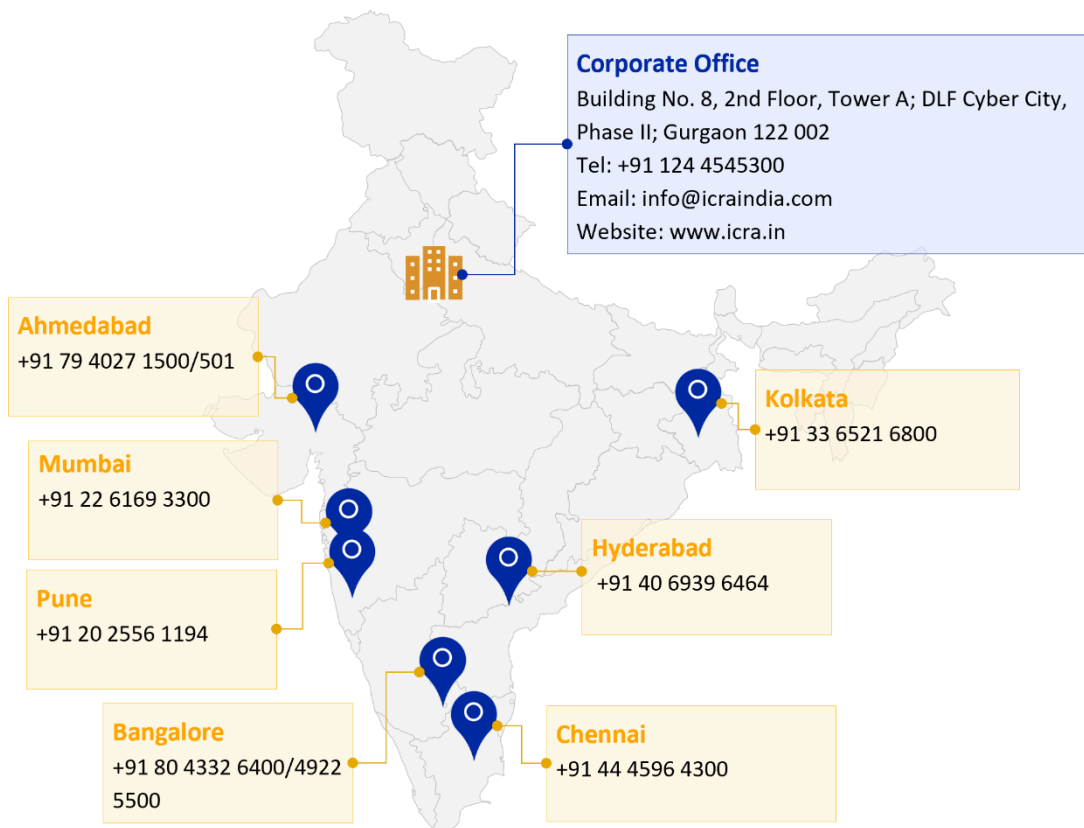 Corporate Office
Building No. 8, 2nd Floor, Tower A; DLF Cyber City,
Phase II; Gurgaon 122 002
Tel: +91 124 4545300
Email: info@icraindia.com
Website: www.icra.in
Ahmedabad
+91 79 4027 1500/501
Kolkata
+91 33 6521 6800
Mumbai
+91 22 6169 3300
Hyderabad
+91 40 6939 6464
Pune
+91 20 2556 1194
Bangalore
+91 80 4332 6400/4922
5500
Chennai
+91 44 4596 4300